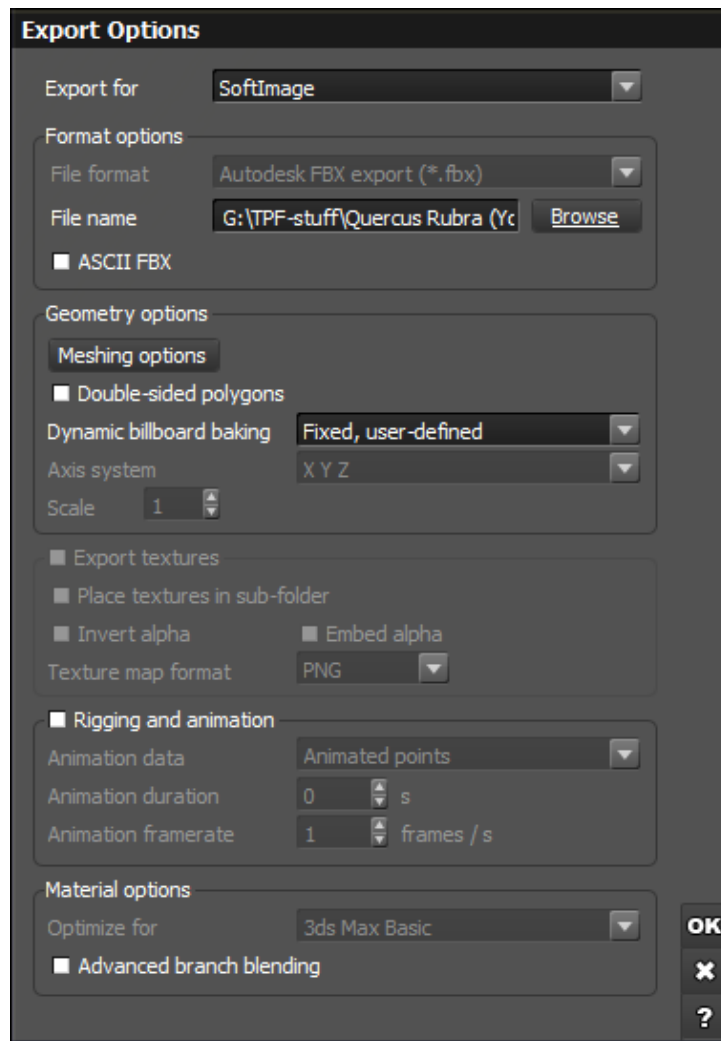 Export Options
Export for SoftImage
Format options
File format Autodesk FBX export (*.fbx)
File name G:\TPF-stuff\Quercus Rubra (Yo Browse
ASCII FBX
Geometry options
Meshing options
Double-sided polygons
Dynamic billboard baking Fixed, user-defined
Axis system X Y Z
Scale 1
Export textures
Place textures in sub-folder
Invert alpha Embed alpha
Texture map format PNG
Rigging and animation
Animation data Animated points
Animation duration 0 s
Animation framerate 1 frames / s
Material options
Optimize for 3ds Max Basic
OK
Advanced branch blending
?